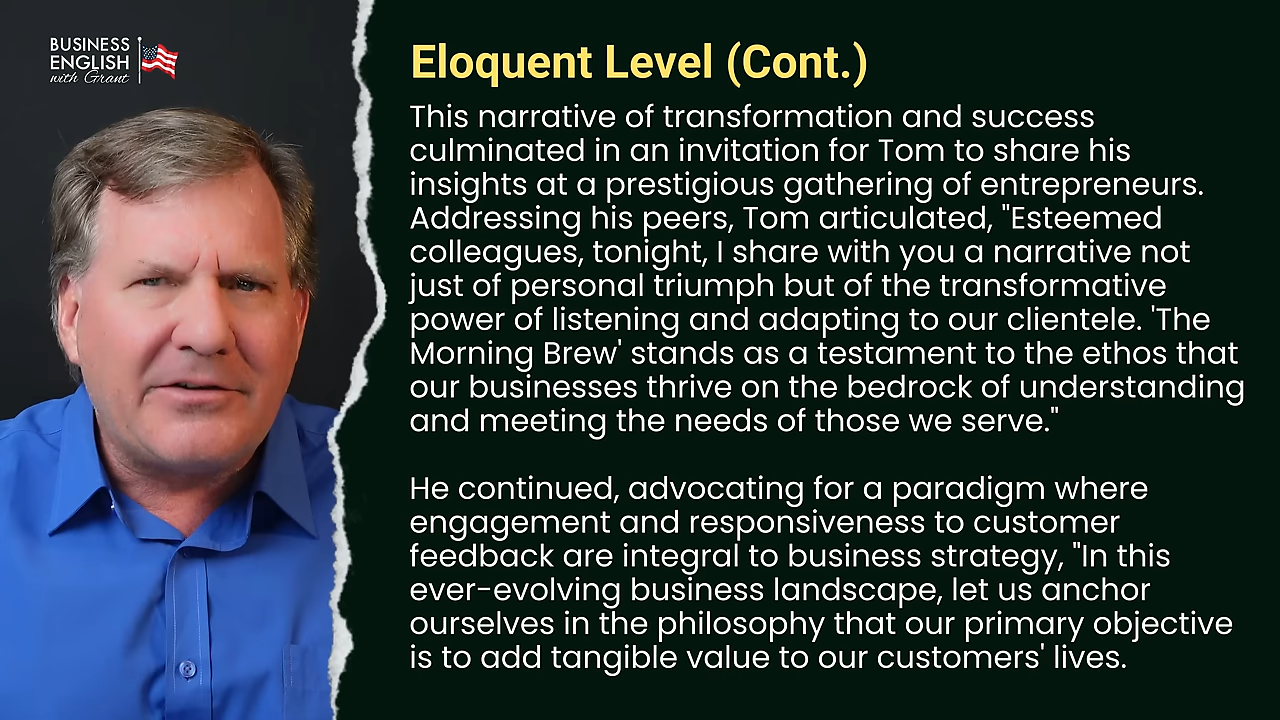 BUSINESS
ENGLISH
with Grant
Eloquent Level (Cont.)
This narrative of transformation and success
culminated in an invitation for Tom to share his
insights at a prestigious gathering of entrepreneurs.
Addressing his peers, Tom articulated, "Esteemed
colleagues, tonight, I share with you a narrative not
just of personal triumph but of the transformative
power of listening and adapting to our clientele. 'The
Morning Brew' stands as a testament to the ethos that
our businesses thrive on the bedrock of understanding
and meeting the needs of those we serve."
He continued, advocating for a paradigm where
engagement and responsiveness to customer
feedback are integral to business strategy, "In this
ever-evolving business landscape, let us anchor
ourselves in the philosophy that our primary objective
is to add tangible value to our customers' lives.